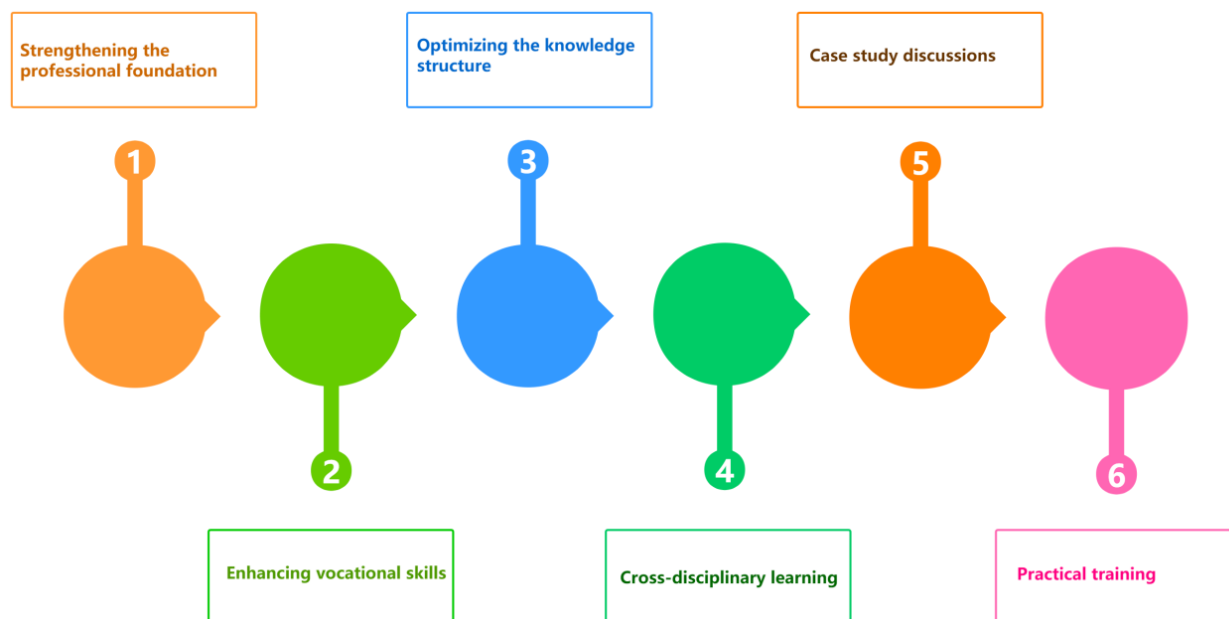 Strengthening the
professional foundation
Optimizing the knowledge
structure
Case study discussions
1
3
5
2
4
6
Enhancing vocational skills
Cross-disciplinary learning
Practical training